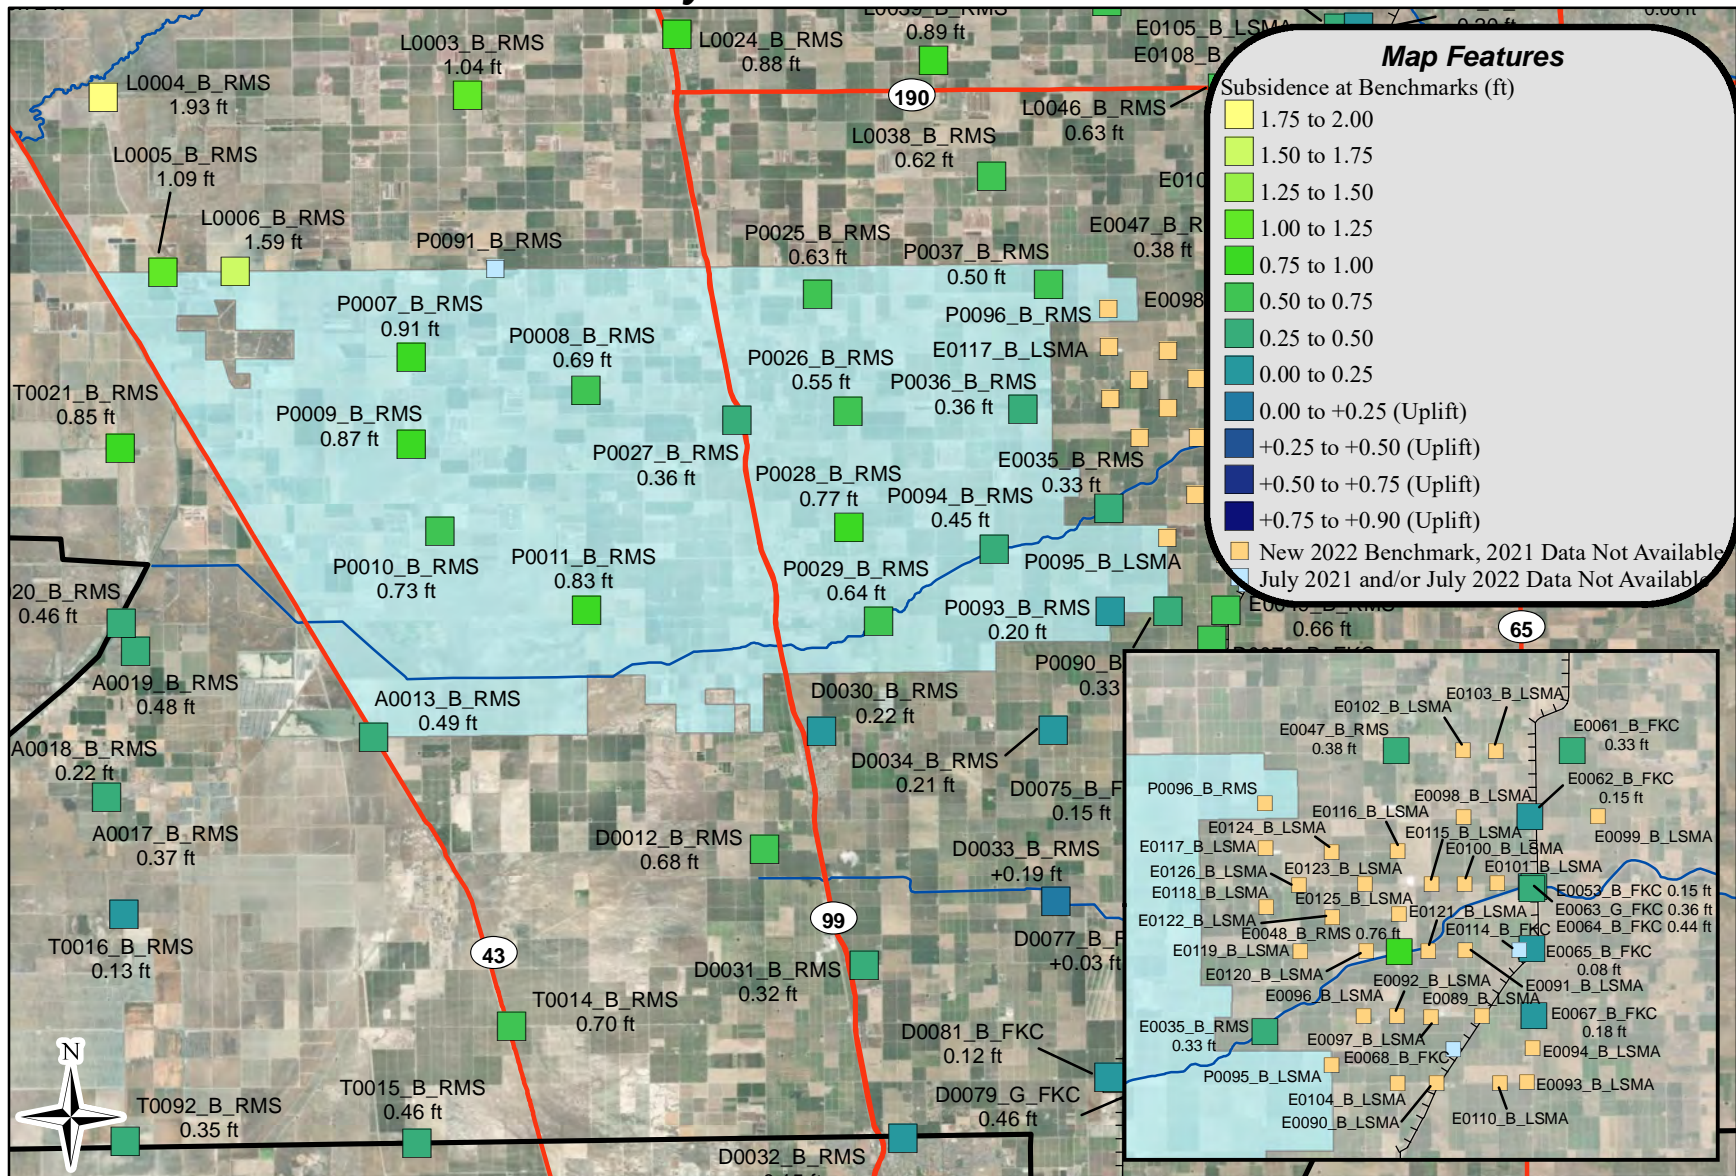 L0004_B_RMS
1.93 ft
L0003_B_RMS
1.04 ft
L0024_B_RMS
0.88 ft
0.89 ft
E0105_B_LSMA
E0108_B
190
L0046_B_RMS
0.63 ft
L0038_B_RMS
0.62 ft
L0005_B_RMS
1.09 ft
L0006_B_RMS
1.59 ft
P0091_B_RMS
P0025_B_RMS
0.63 ft
P0037_B_RMS
0.50 ft
E0047_B_R
0.38 ft
P0096_B_RMS
E0098
P0007_B_RMS
0.91 ft
P0008_B_RMS
0.69 ft
E0117_B_LSMA
P0026_B_RMS
0.55 ft
P0036_B_RMS
0.36 ft
T0021_B_RMS
0.85 ft
P0009_B_RMS
0.87 ft
P0027_B_RMS
0.36 ft
E0035_B_RMS
0.33 ft
P0028_B_RMS
0.77 ft
P0094_B_RMS
0.45 ft
P0010_B_RMS
0.73 ft
P0011_B_RMS
0.83 ft
P0029_B_RMS
0.64 ft
P0095_B_LSMA
P0093_B_RMS
0.20 ft
20_B_RMS
0.46 ft
0.66 ft
65
P0090_B
0.33
A0019_B_RMS
0.48 ft
A0013_B_RMS
0.49 ft
D0030_B_RMS
0.22 ft
D0034_B_RMS
0.21 ft
A0018_B_RMS
0.22 ft
D0075_B_F
0.15 ft
A0017_B_RMS
0.37 ft
D0012_B_RMS
0.68 ft
D0033_B_RMS
+0.19 ft
99
T0016_B_RMS
0.13 ft
43
D0077_B_F
+0.03 ft
D0031_B_RMS
0.32 ft
T0014_B_RMS
0.70 ft
D0081_B_FKC
0.12 ft
N
T0092_B_RMS
0.35 ft
T0015_B_RMS
0.46 ft
D0079_G_FKC
0.46 ft
D0032_B_RMS
Map Features
Subsidence at Benchmarks (ft)
1.75 to 2.00
1.50 to 1.75
1.25 to 1.50
1.00 to 1.25
0.75 to 1.00
0.50 to 0.75
0.25 to 0.50
0.00 to 0.25
0.00 to +0.25 (Uplift)
+0.25 to +0.50 (Uplift)
+0.50 to +0.75 (Uplift)
+0.75 to +0.90 (Uplift)
New 2022 Benchmark, 2021 Data Not Available
July 2021 and/or July 2022 Data Not Available
E0103_B_LSMA
E0102_B_LSMA
E0047_B_RMS
0.38 ft
E0061_B_FKC
0.33 ft
E0062_B_FKC
0.15 ft
P0096_B_RMS
E0098_B_LSMA
E0116_B_LSMA
E0099_B_LSMA
E0124_B_LSMA
E0115_B_LSMA
E0117_B_LSMA
E0100_B_LSMA
E0126_B_LSMA
E0123_B_LSMA
E0101_B_LSMA
E0118_B_LSMA
E0125_B_LSMA
E0053_B_FKC 0.15 ft
E0063_G_FKC 0.36 ft
E0064_B_FKC 0.44 ft
E0122_B_LSMA
E0121_B_LSMA
E0048_B_RMS 0.76 ft
E0114_B_FKC
E0119_B_LSMA
E0065_B_FKC
0.08 ft
E0120_B_LSMA
E0091_B_LSMA
E0092_B_LSMA
E0096_B_LSMA
E0089_B_LSMA
E0067_B_FKC
0.18 ft
E0035_B_RMS
0.33 ft
E0097_B_LSMA
E0068_B_FKC
E0094_B_LSMA
P0095_B_LSMA
E0093_B_LSMA
E0104_B_LSMA
E0090_B_LSMA
E0110_B_LSMA